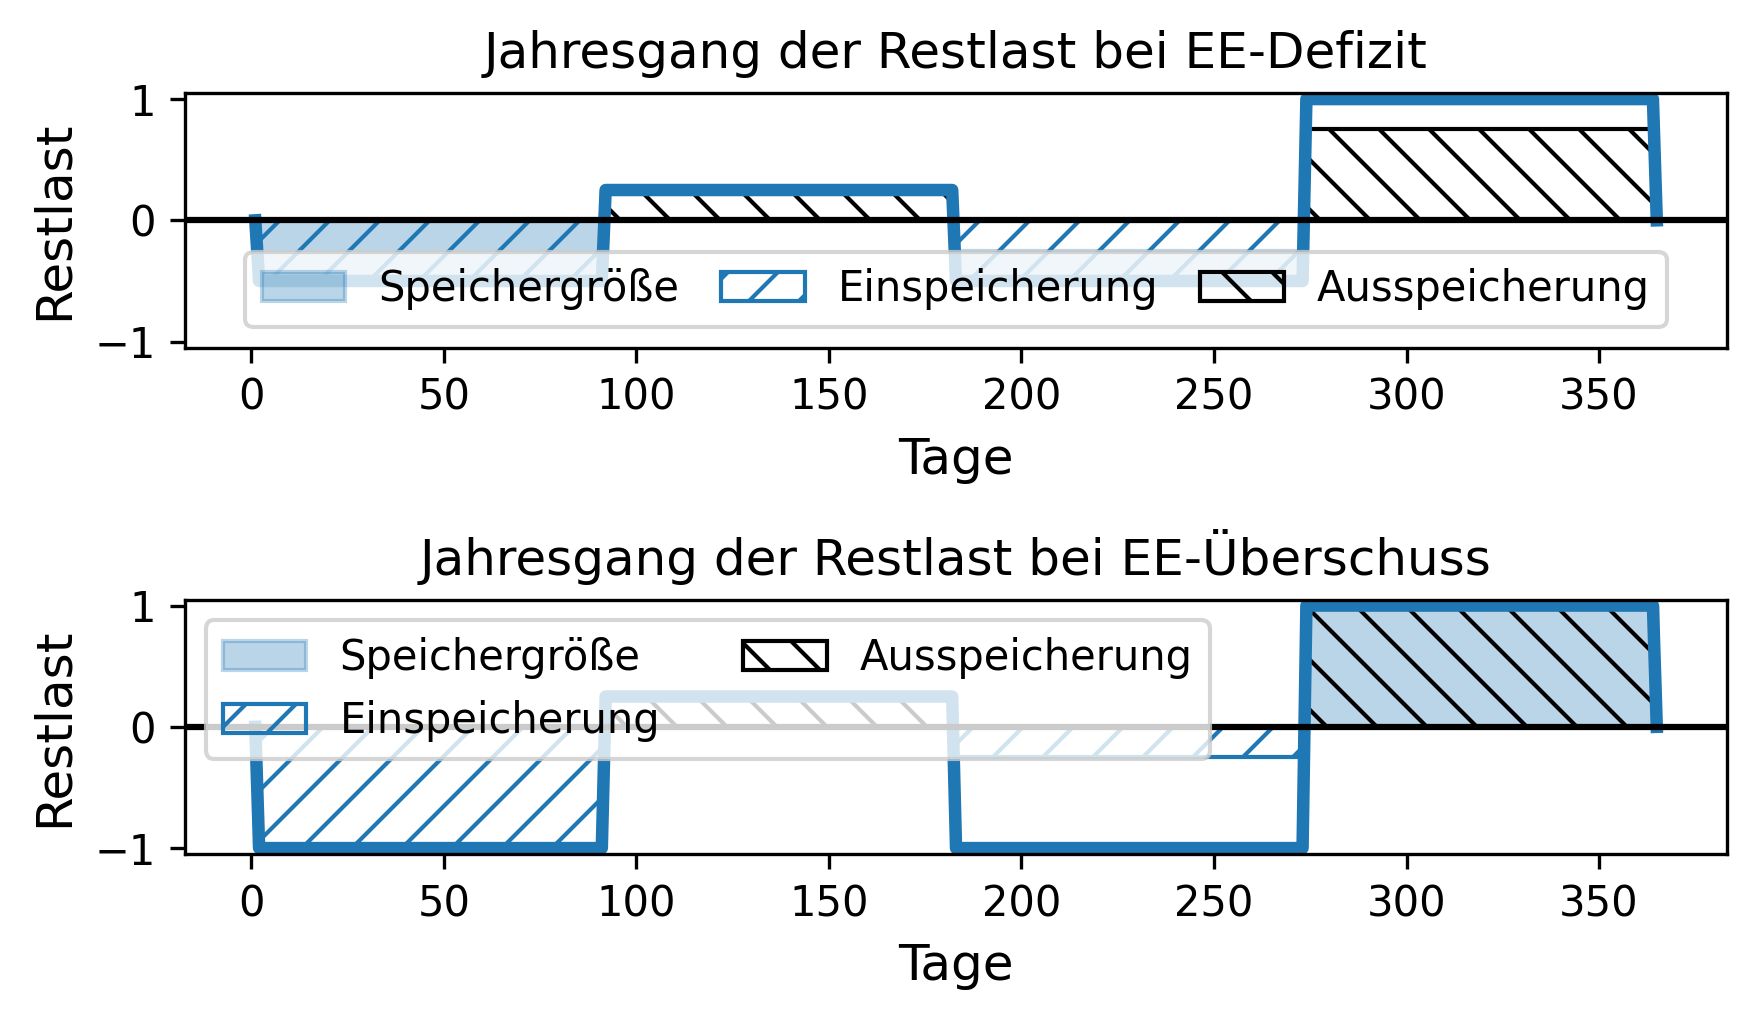 Jahresgang der Restlast bei EE-Defizit
Restlast
1
0
−1
Speichergröße Einspeicherung Ausspeicherung
0 50 100 150 200 250 300 350
Tage
Jahresgang der Restlast bei EE-Überschuss
Restlast
1
0
−1
Speichergröße Ausspeicherung
Einspeicherung
0 50 100 150 200 250 300 350
Tage